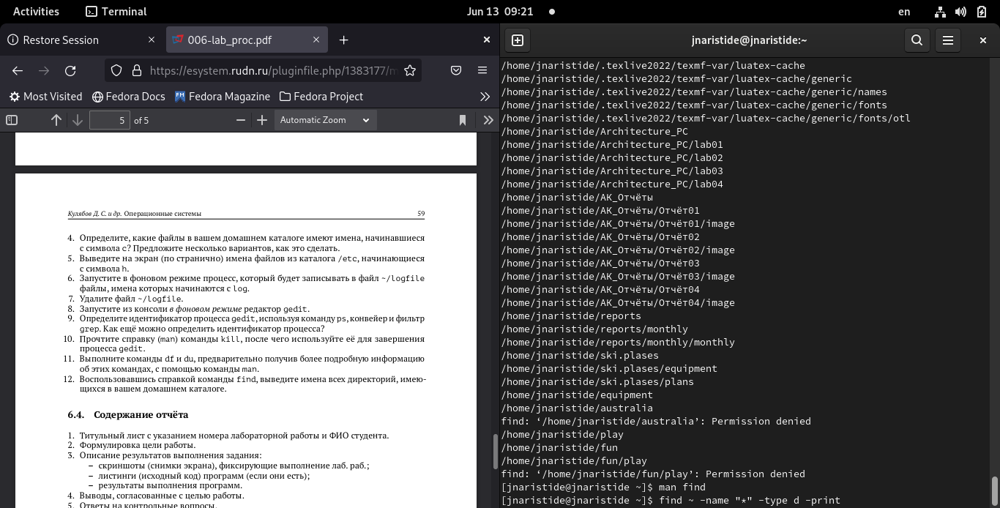 Activities
Terminal
Jun 13 09:21
en
Restore Session
006-lab_proc.pdf
https://esystem.rudn.ru/pluginfile.php/1383177/m
Most Visited
Fedora Docs
Fedora Magazine
Fedora Project
5
of 5
Automatic Zoom
Кулябов Д. С. и др. Операционные системы
59
4. Определите, какие файлы в вашем домашнем каталоге имеют имена, начинавшиеся
с символа c? Предложите несколько вариантов, как это сделать.
5. Выведите на экран (по странично) имена файлов из каталога /etc, начинающиеся
с символа h.
6. Запустите в фоновом режиме процесс, который будет записывать в файл ~/logfile
файлы, имена которых начинаются с log.
7. Удалите файл ~/logfile.
8. Запустите из консоли в фоновом режиме редактор gedit.
9. Определите идентификатор процесса gedit, используя команду ps, конвейер и фильтр
grep. Как ещё можно определить идентификатор процесса?
10. Прочтите справку (man) команды kill, после чего используйте её для завершения
процесса gedit.
11. Выполните команды df и du, предварительно получив более подробную информацию
об этих командах, с помощью команды man.
12. Воспользовавшись справкой команды find, выведите имена всех директорий, имею-
щихся в вашем домашнем каталоге.
6.4. Содержание отчёта
1. Титульный лист с указанием номера лабораторной работы и ФИО студента.
2. Формулировка цели работы.
3. Описание результатов выполнения задания:
– скриншоты (снимки экрана), фиксирующие выполнение лаб. раб.;
– листинги (исходный код) программ (если они есть);
– результаты выполнения программ.
4. Выводы, согласованные с целью работы.
5. Ответы на контрольные вопросы.
jnaristide@jnaristide:~
/home/jnaristide/.texlive2022/texmf-var/luatex-cache
/home/jnaristide/.texlive2022/texmf-var/luatex-cache/generic
/home/jnaristide/.texlive2022/texmf-var/luatex-cache/generic/names
/home/jnaristide/.texlive2022/texmf-var/luatex-cache/generic/fonts
/home/jnaristide/.texlive2022/texmf-var/luatex-cache/generic/fonts/otl
/home/jnaristide/Architecture_PC
/home/jnaristide/Architecture_PC/lab01
/home/jnaristide/Architecture_PC/lab02
/home/jnaristide/Architecture_PC/lab03
/home/jnaristide/Architecture_PC/lab04
/home/jnaristide/АК_Отчёты
/home/jnaristide/АК_Отчёты/Отчёт01
/home/jnaristide/АК_Отчёты/Отчёт01/image
/home/jnaristide/АК_Отчёты/Отчёт02
/home/jnaristide/АК_Отчёты/Отчёт02/image
/home/jnaristide/АК_Отчёты/Отчёт03
/home/jnaristide/АК_Отчёты/Отчёт03/image
/home/jnaristide/АК_Отчёты/Отчёт04
/home/jnaristide/АК_Отчёты/Отчёт04/image
/home/jnaristide/reports
/home/jnaristide/reports/monthly
/home/jnaristide/reports/monthly/monthly
/home/jnaristide/ski.plases
/home/jnaristide/ski.plases/equipment
/home/jnaristide/ski.plases/plans
/home/jnaristide/equipment
/home/jnaristide/australia
find: ‘/home/jnaristide/australia’: Permission denied
/home/jnaristide/play
/home/jnaristide/fun
/home/jnaristide/fun/play
find: ‘/home/jnaristide/fun/play’: Permission denied
[jnaristide@jnaristide ~]$ man find
[jnaristide@jnaristide ~]$ find ~ -name "*" -type d -print